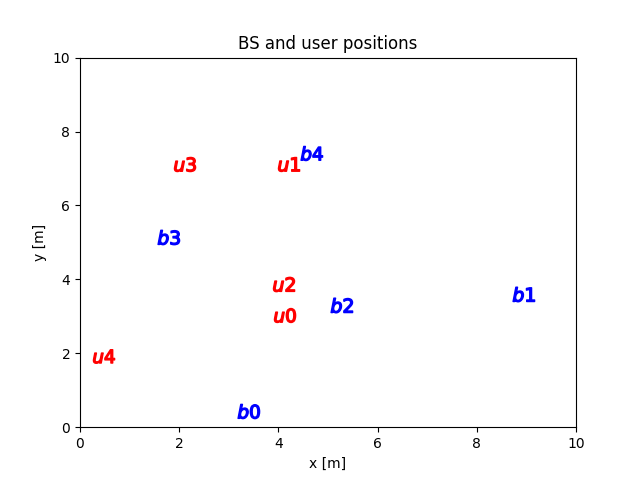 BS and user positions
10
8
6
4
2
0
y [m]
u3
u1
b4
b3
u2
u0
b2
b1
u4
b0
0 2 4 6 8 10
x [m]